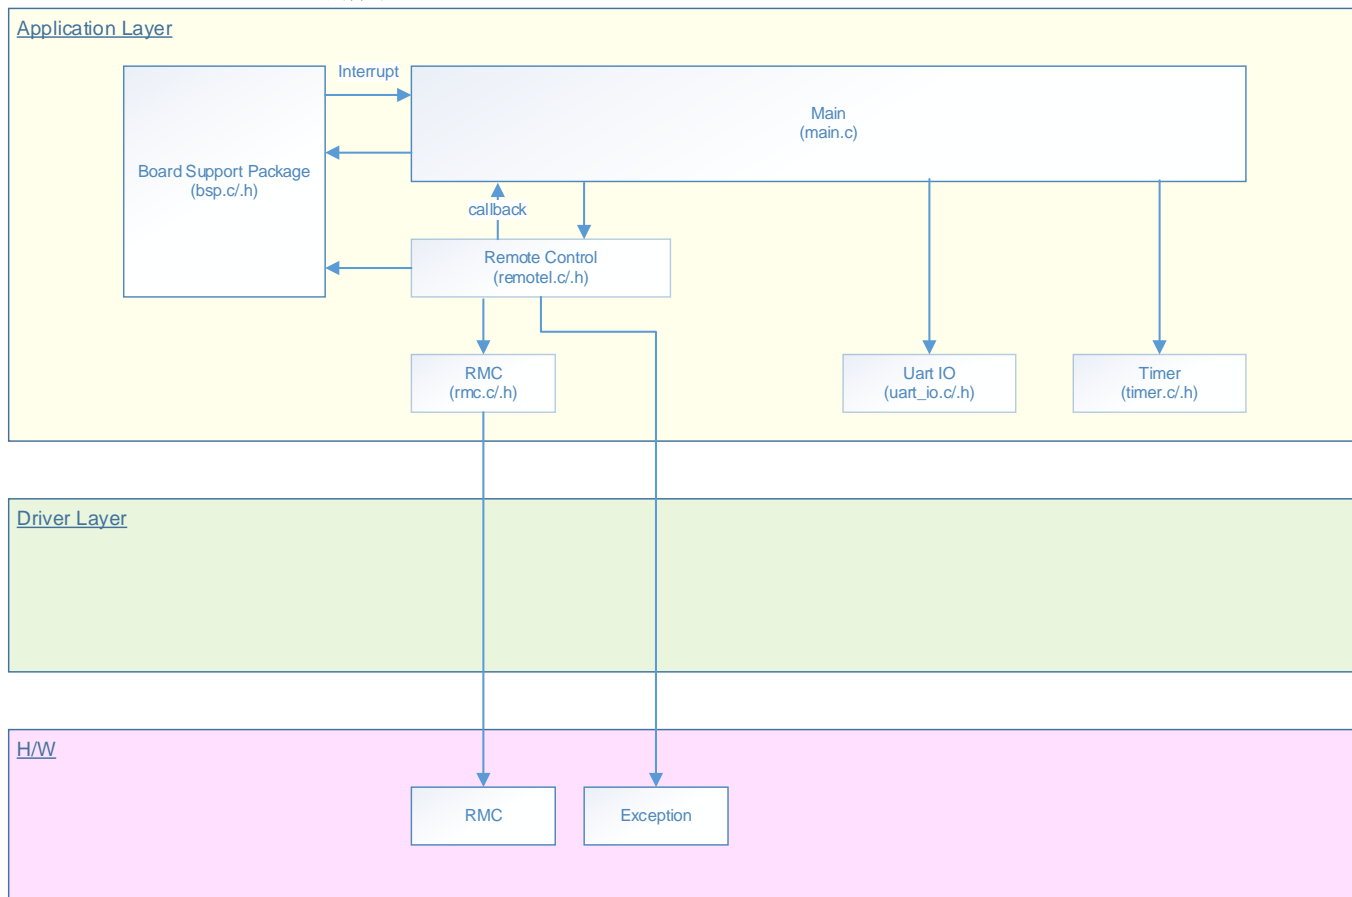 Application Layer
Interrupt
Main
(main.c)
Board Support Package
(bsp.c/.h)
callback
Remote Control
(remotel.c/.h)
RMC
(rmc.c/.h)
Uart IO
(uart_io.c/.h)
Timer
(timer.c/.h)
Driver Layer
H/W
RMC
Exception